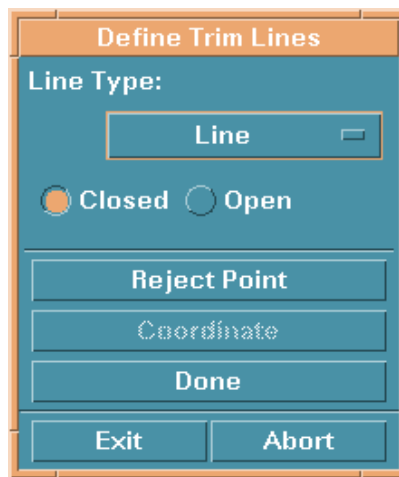 Define Trim Lines
Line Type:
Line
Closed Open
Reject Point
Coordinate
Done
Exit Abort